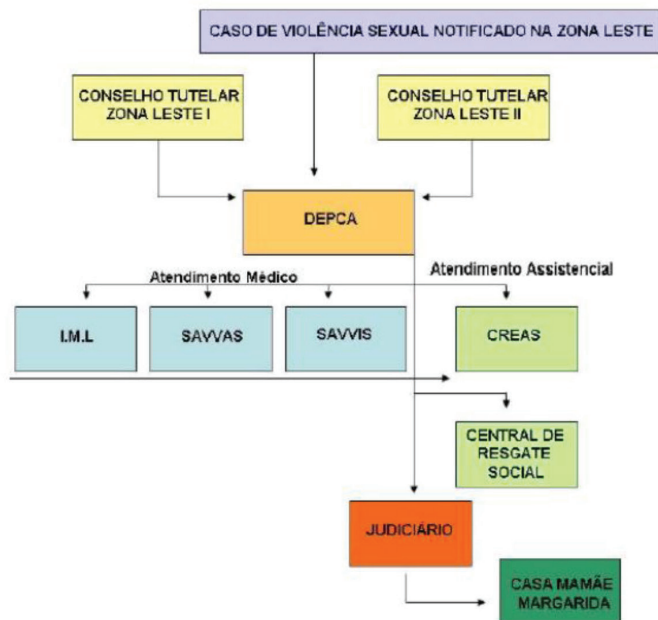 CASO DE VIOLÊNCIA SEXUAL NOTIFICADO NA ZONA LESTE
CONSELHO TUTELAR
ZONA LESTE I
CONSELHO TUTELAR
ZONA LESTE II
DEPCA
Atendimento Médico
Atendimento Assistencial
I.M.L
SAVVAS
SAVVIS
CREAS
CENTRAL DE
RESGATE
SOCIAL
JUDICIÁRIO
CASA MAMÃE
MARGARIDA